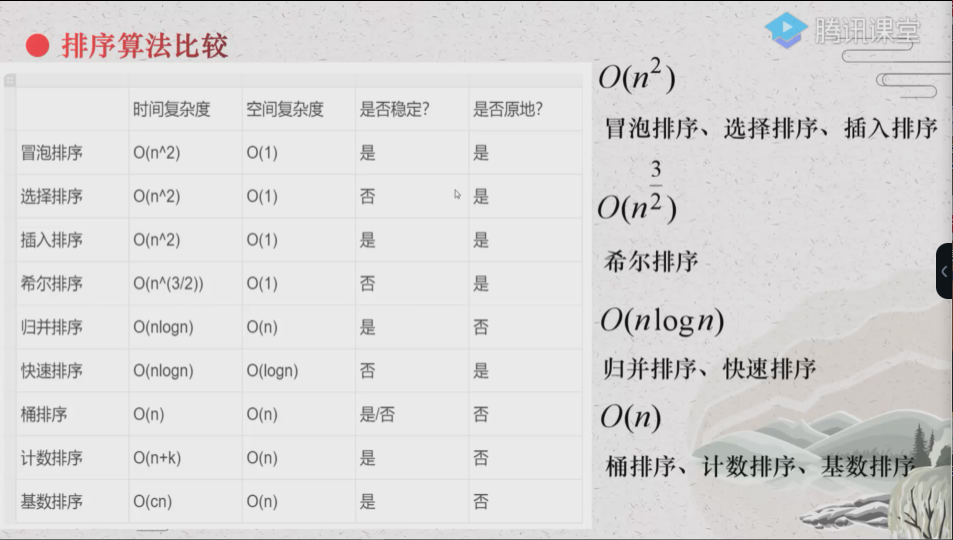 排序算法比较
腾讯课堂
时间复杂度 空间复杂度 是否稳定? 是否原地?
冒泡排序 O(n^2) O(1) 是 是
选择排序 O(n^2) O(1) 否 是
插入排序 O(n^2) O(1) 是 是
希尔排序 O(n^(3/2)) O(1) 否 是
归并排序 O(nlogn) O(n) 是 否
快速排序 O(nlogn) O(logn) 否 是
桶排序 O(n) O(n) 是/否 否
计数排序 O(n+k) O(n) 是 否
基数排序 O(cn) O(n) 是 否
O(n²)
冒泡排序、选择排序、插入排序
O(n^(3/2))
希尔排序
O(nlogn)
归并排序、快速排序
O(n)
桶排序、计数排序、基数排序